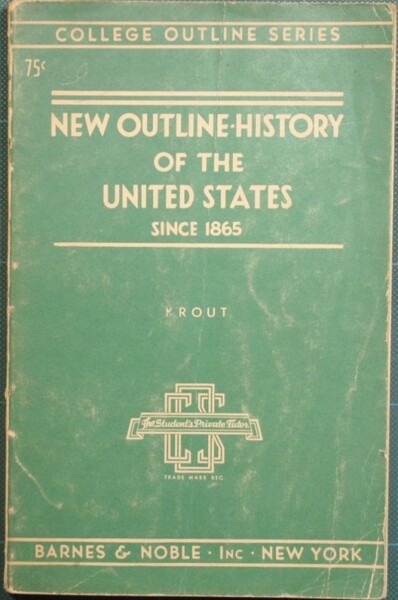 COLLEGE OUTLINE SERIES
75¢
NEW OUTLINE-HISTORY
OF THE
UNITED STATES
SINCE 1865
KROUT
COS
The Student's Private Tutor
TRADE MARK REG
BARNES & NOBLE · INC · NEW YORK